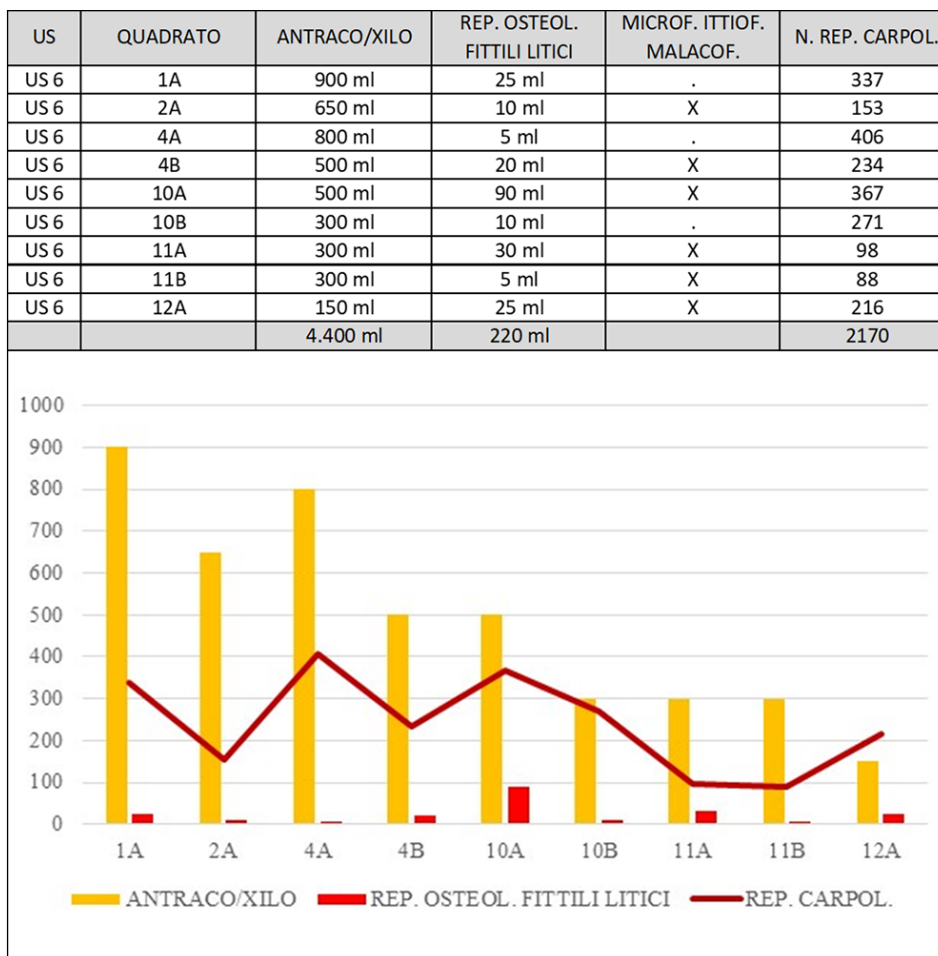 US QUADRATO ANTRACO/XILO REP. OSTEOL. FITTILI LITICI MICROF. ITTIOF. MALACOF. N. REP. CARPOL.
US 6 1A 900 ml 25 ml . 337
US 6 2A 650 ml 10 ml X 153
US 6 4A 800 ml 5 ml . 406
US 6 4B 500 ml 20 ml X 234
US 6 10A 500 ml 90 ml X 367
US 6 10B 300 ml 10 ml . 271
US 6 11A 300 ml 30 ml X 98
US 6 11B 300 ml 5 ml X 88
US 6 12A 150 ml 25 ml X 216
4.400 ml 220 ml 2170
1000
900
800
700
600
500
400
300
200
100
0
1A 2A 4A 4B 10A 10B 11A 11B 12A
ANTRACO/XILO REP. OSTEOL. FITTILI LITICI REP. CARPOL.